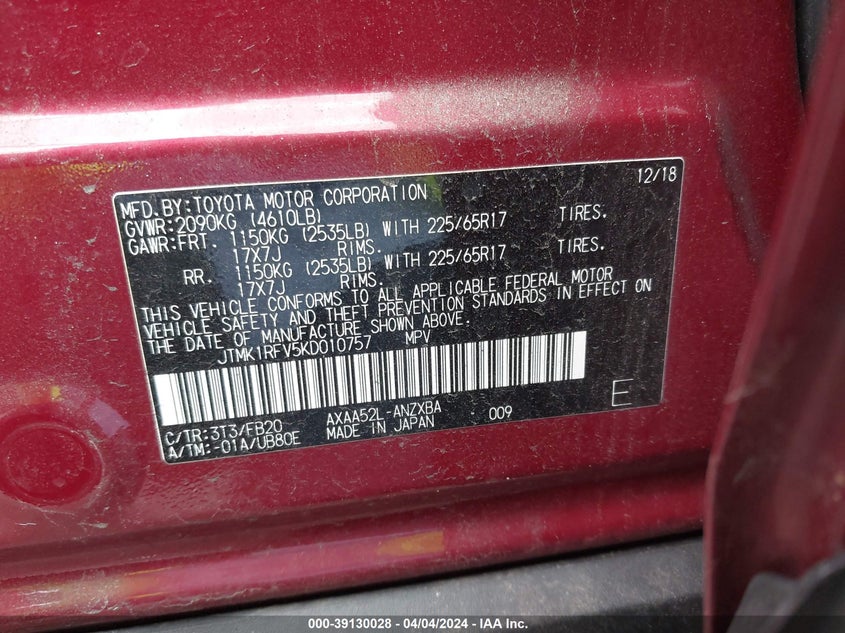 12/18
MFD.BY:TOYOTA MOTOR CORPORATION
GVWR:2090KG (4610LB)
GAWR:FRT. 1150KG (2535LB) WITH 225/65R17 TIRES.
17X7J RIMS.
RR. 1150KG (2535LB) WITH 225/65R17 TIRES.
17X7J RIMS.
THIS VEHICLE CONFORMS TO ALL APPLICABLE FEDERAL MOTOR
VEHICLE SAFETY AND THEFT PREVENTION STANDARDS IN EFFECT ON
THE DATE OF MANUFACTURE SHOWN ABOVE.
JTMK1RFV5KD010757 MPV
C/TR:3T3/FB20 AXAA52L-ANZXBA 009 E
A/TM:-01A/UB80E MADE IN JAPAN
000-39130028 - 04/04/2024 - © IAA Inc.